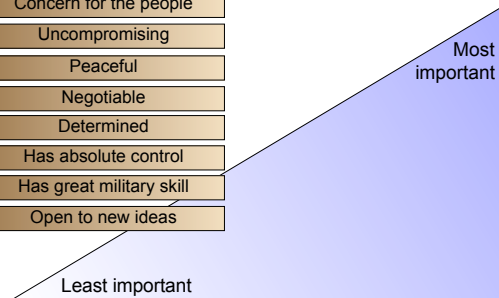 Concern for the people
Uncompromising
Peaceful
Negotiable
Determined
Has absolute control
Has great military skill
Open to new ideas
Most
important
Least important